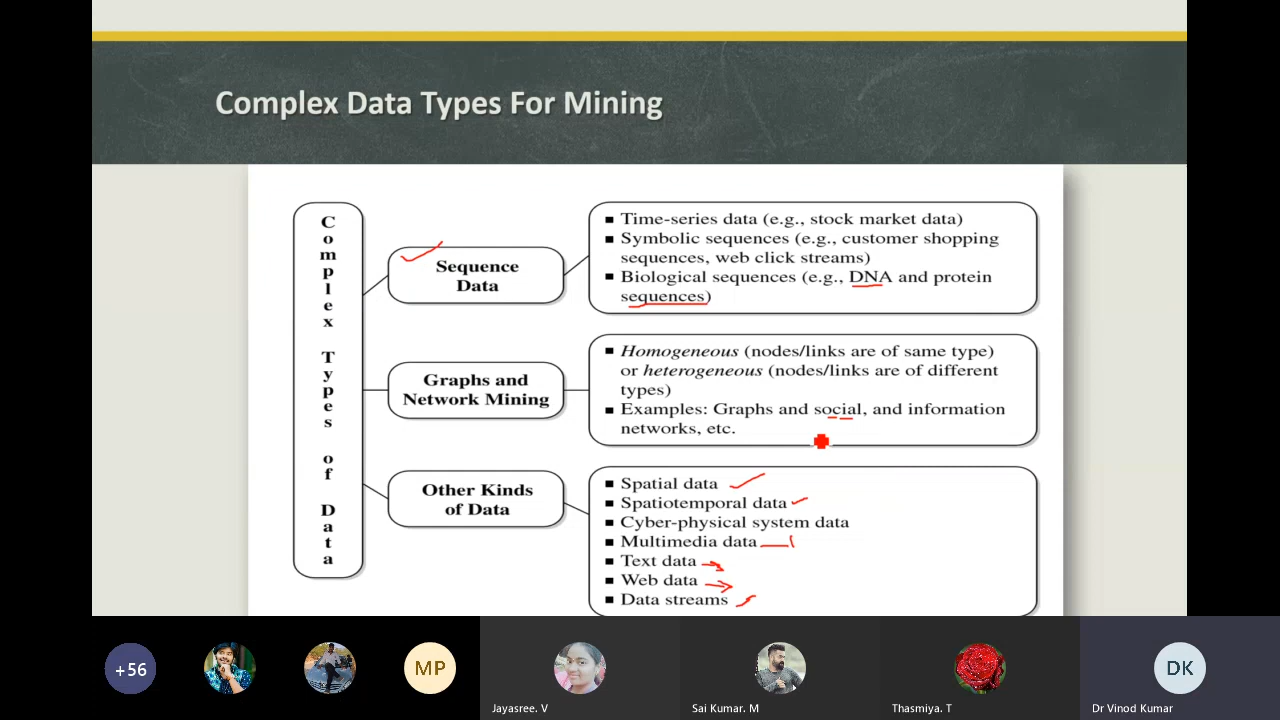 Complex Data Types For Mining
Complex Types of Data
Sequence
Data
■ Time-series data (e.g., stock market data)
■ Symbolic sequences (e.g., customer shopping
sequences, web click streams)
■ Biological sequences (e.g., DNA and protein
sequences)
Graphs and
Network Mining
■ Homogeneous (nodes/links are of same type)
or heterogeneous (nodes/links are of different
types)
■ Examples: Graphs and social, and information
networks, etc.
Other Kinds
of Data
■ Spatial data
■ Spatiotemporal data
■ Cyber-physical system data
■ Multimedia data
■ Text data
■ Web data
■ Data streams
+56
MP
DK
Jayasree. V
Sai Kumar. M
Thasmiya. T
Dr Vinod Kumar